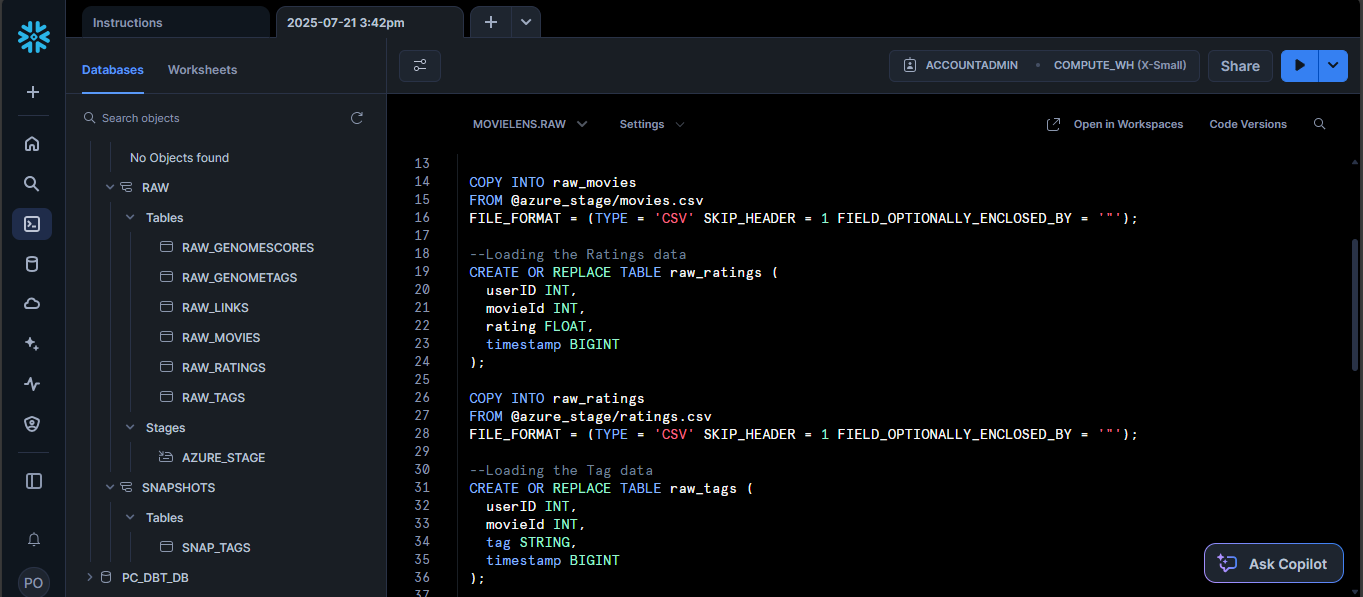 Instructions
2025-07-21 3:42pm
Databases
Worksheets
ACCOUNTADMIN
COMPUTE_WH (X-Small)
Share
Search objects
MOVIELENS.RAW
Settings
Open in Workspaces
Code Versions
No Objects found
RAW
Tables
RAW_GENOMESCORES
RAW_GENOMETAGS
RAW_LINKS
RAW_MOVIES
RAW_RATINGS
RAW_TAGS
Stages
AZURE_STAGE
SNAPSHOTS
Tables
SNAP_TAGS
PC_DBT_DB
PO
13
14 COPY INTO raw_movies
15 FROM @azure_stage/movies.csv
16 FILE_FORMAT = (TYPE = 'CSV' SKIP_HEADER = 1 FIELD_OPTIONALLY_ENCLOSED_BY = '"');
17
18 --Loading the Ratings data
19 CREATE OR REPLACE TABLE raw_ratings (
20 userID INT,
21 movieId INT,
22 rating FLOAT,
23 timestamp BIGINT
24 );
25
26 COPY INTO raw_ratings
27 FROM @azure_stage/ratings.csv
28 FILE_FORMAT = (TYPE = 'CSV' SKIP_HEADER = 1 FIELD_OPTIONALLY_ENCLOSED_BY = '"');
29
30 --Loading the Tag data
31 CREATE OR REPLACE TABLE raw_tags (
32 userID INT,
33 movieId INT,
34 tag STRING,
35 timestamp BIGINT
36 );
37
Ask Copilot